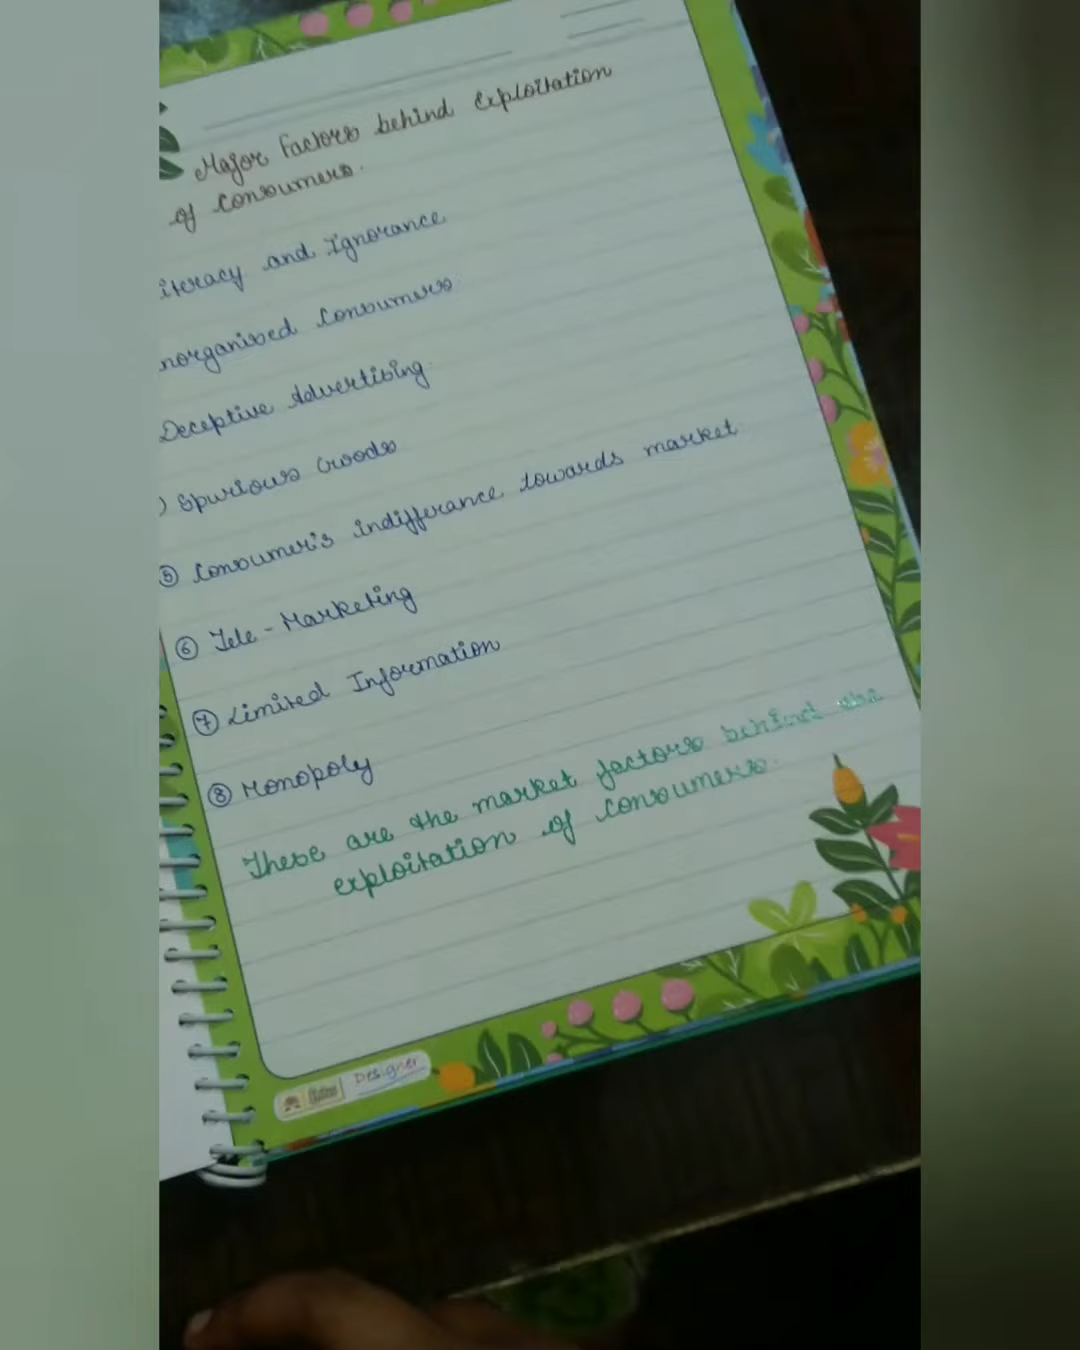 Major Factors behind Exploitation
of Consumers.
iteracy and Ignorance
norganised Consumers
Deceptive Advertising.
) Spurious Goods
⑤ Consumer's indifferance towards market
⑥ Tele-Marketing
⑦ Limited Information
⑧ Monopoly
These are the market factors behind the
exploitation of consumers.
Designer